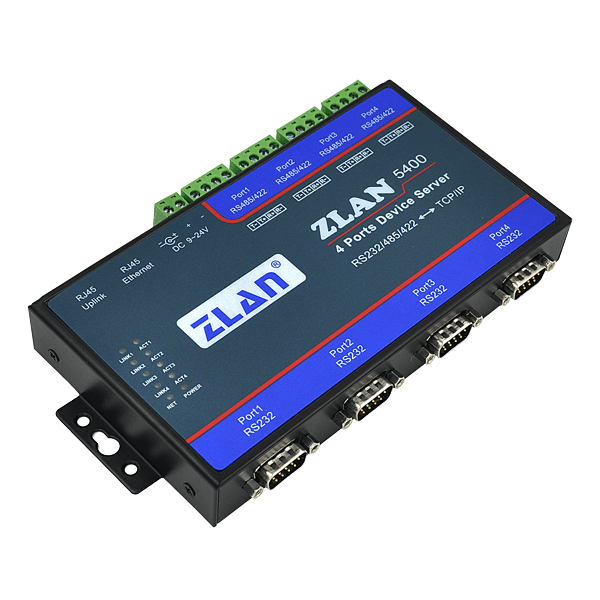 Port4
RS485/422
Port3
RS485/422
Port2
RS485/422
Port1
RS485/422
ZLAN 5400
4 Ports Device Server
RS232/485/422 ↔ TCP/IP
+ -
DC 9~24V
RJ45
Ethernet
RJ45
Uplink
ZLAN®
LINK1 ACT1
LINK2 ACT2
LINK3 ACT3
LINK4 ACT4
NET POWER
Port1
RS232
Port2
RS232
Port3
RS232
Port4
RS232